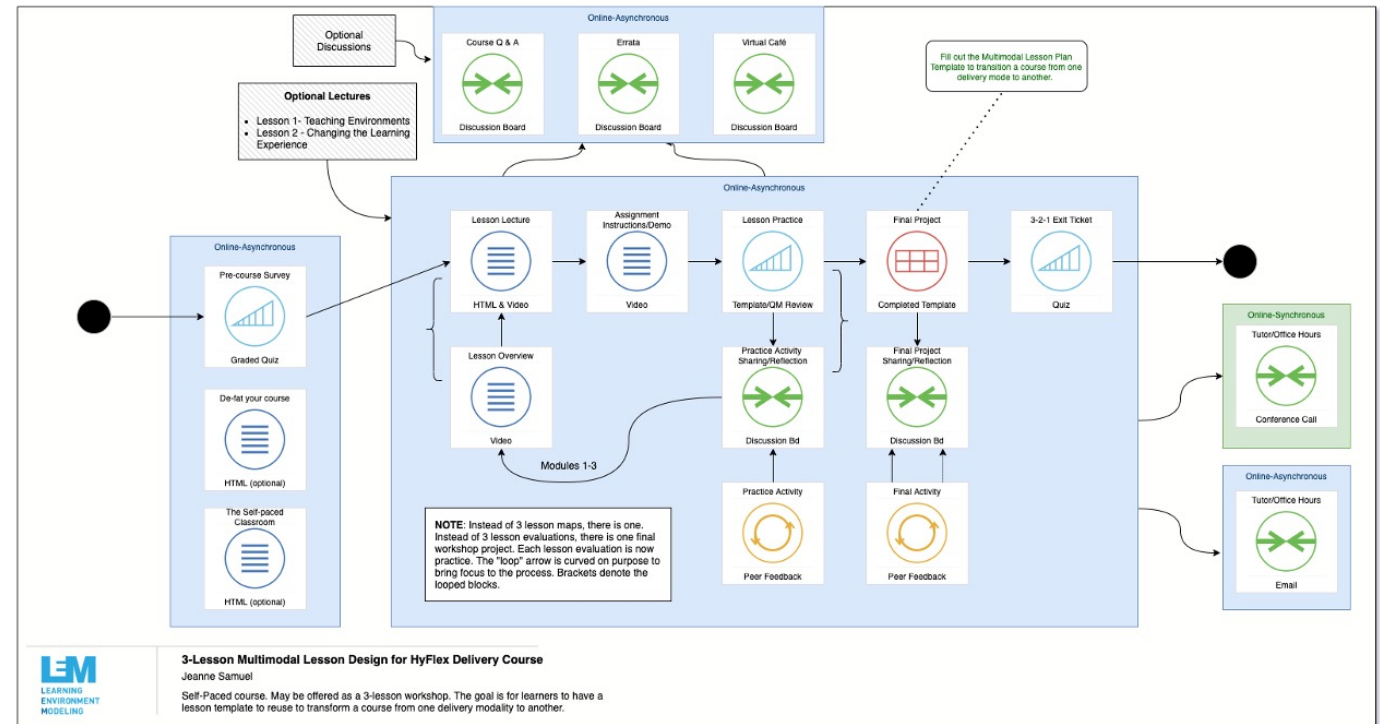 Optional
Discussions
Optional Lectures
• Lesson 1- Teaching Environments
• Lesson 2 - Changing the Learning
Experience
Online-Asynchronous
Course Q & A
Discussion Board
Errata
Discussion Board
Virtual Café
Discussion Board
Fill out the Multimodal Lesson Plan
Template to transition a course from one
delivery mode to another.
Online-Asynchronous
Pre-course Survey
Graded Quiz
De-fat your course
HTML (optional)
The Self-paced
Classroom
HTML (optional)
Online-Asynchronous
Lesson Lecture
HTML & Video
Assignment
Instructions/Demo
Video
Lesson Practice
Template/QM Review
Final Project
Completed Template
3-2-1 Exit Ticket
Quiz
Lesson Overview
Video
Practice Activity
Sharing/Reflection
Discussion Bd
Final Project
Sharing/Reflection
Discussion Bd
Modules 1-3
Practice Activity
Peer Feedback
Final Activity
Peer Feedback
NOTE: Instead of 3 lesson maps, there is one.
Instead of 3 lesson evaluations, there is one final
workshop project. Each lesson evaluation is now
practice. The "loop" arrow is curved on purpose to
bring focus to the process. Brackets denote the
looped blocks.
Online-Synchronous
Tutor/Office Hours
Conference Call
Online-Asynchronous
Tutor/Office Hours
Email
LEM
LEARNING
ENVIRONMENT
MODELING
3-Lesson Multimodal Lesson Design for HyFlex Delivery Course
Jeanne Samuel
Self-Paced course. May be offered as a 3-lesson workshop. The goal is for learners to have a
lesson template to reuse to transform a course from one delivery modality to another.